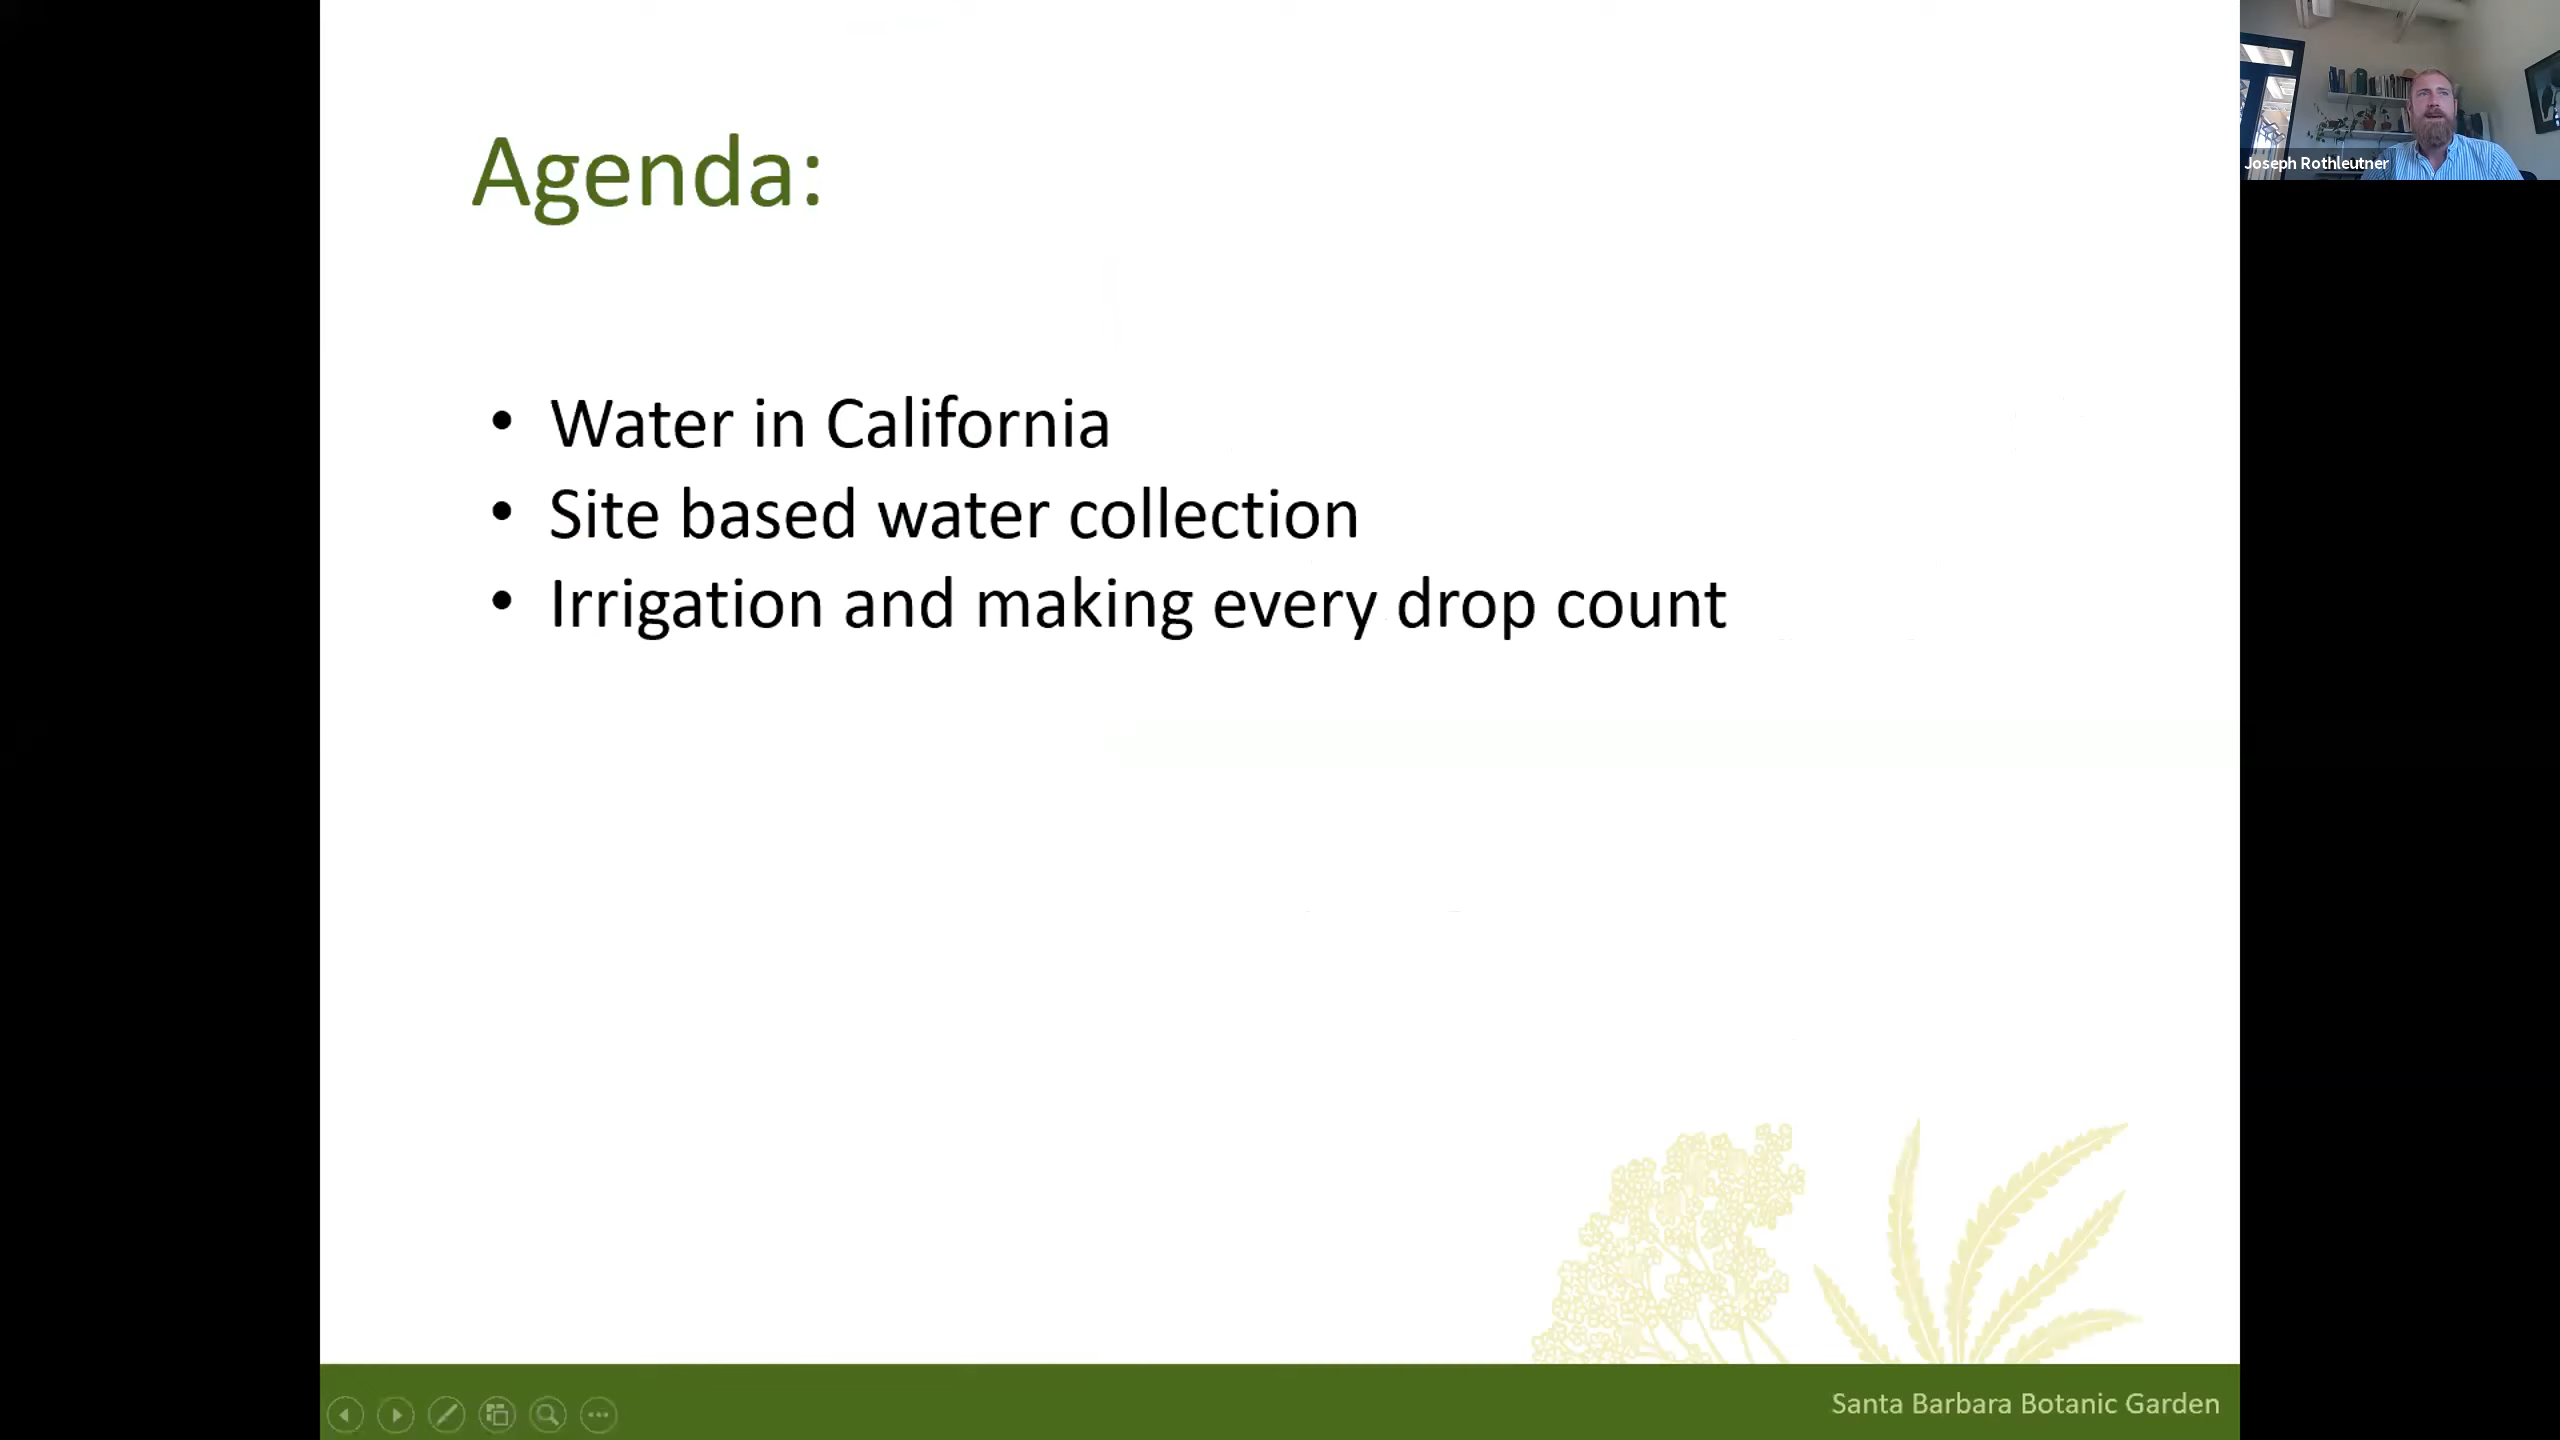 Agenda:
• Water in California
• Site based water collection
• Irrigation and making every drop count
Joseph Rothleutner
Santa Barbara Botanic Garden